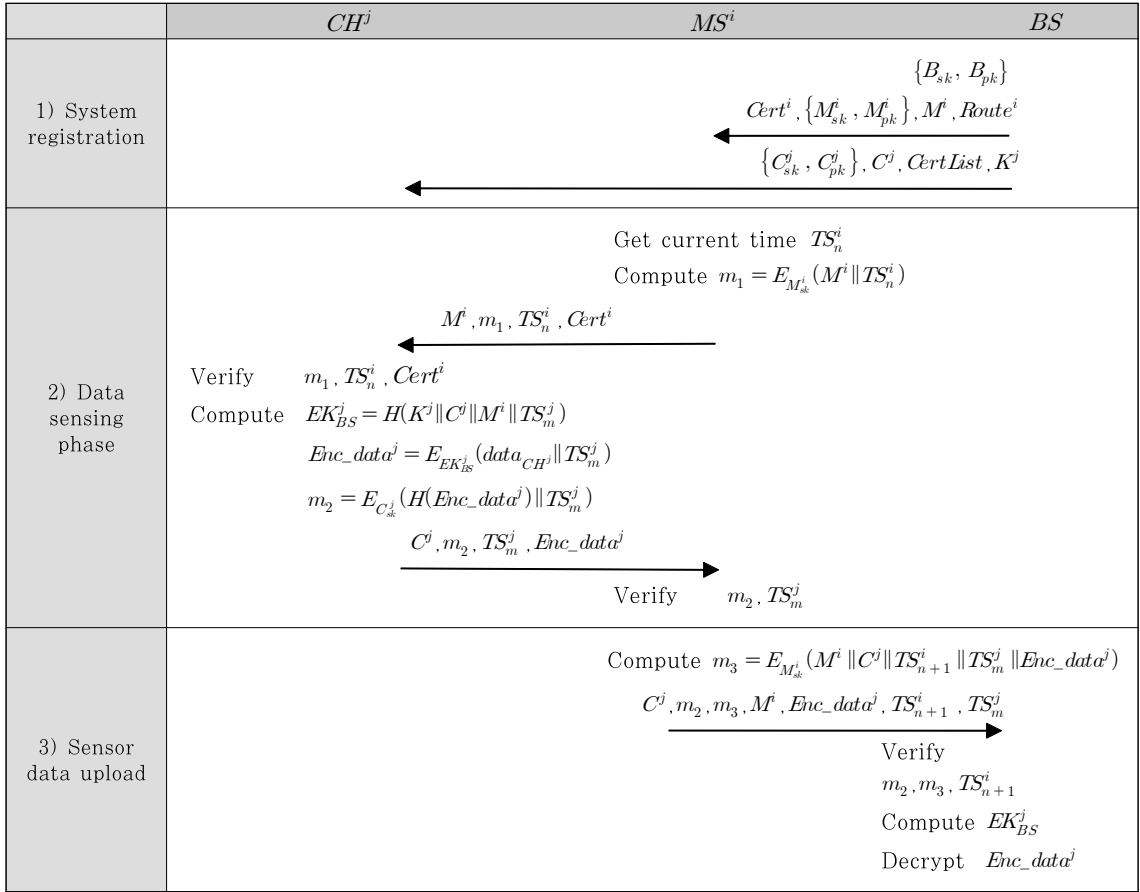 CH^j MS^i BS
1) System
registration
{B_sk, B_pk}
Cert^i, {M^i_sk, M^i_pk}, M^i, Route^i
{C^j_sk, C^j_pk}, C^j, CertList, K^j
2) Data
sensing
phase
Get current time TS^i_n
Compute m_1 = E_{M^i_sk}(M^i‖TS^i_n)
M^i, m_1, TS^i_n, Cert^i
Verify m_1, TS^i_n, Cert^i
Compute EK^j_BS = H(K^j‖C^j‖M^i‖TS^j_m)
Enc_data^j = E_{EK^j_BS}(data_{CH^j}‖TS^j_m)
m_2 = E_{C^j_sk}(H(Enc_data^j)‖TS^j_m)
C^j, m_2, TS^j_m, Enc_data^j
Verify m_2, TS^j_m
3) Sensor
data upload
Compute m_3 = E_{M^i_sk}(M^i‖C^j‖TS^i_{n+1}‖TS^j_m‖Enc_data^j)
C^j, m_2, m_3, M^i, Enc_data^j, TS^i_{n+1}, TS^j_m
Verify
m_2, m_3, TS^i_{n+1}
Compute EK^j_BS
Decrypt Enc_data^j